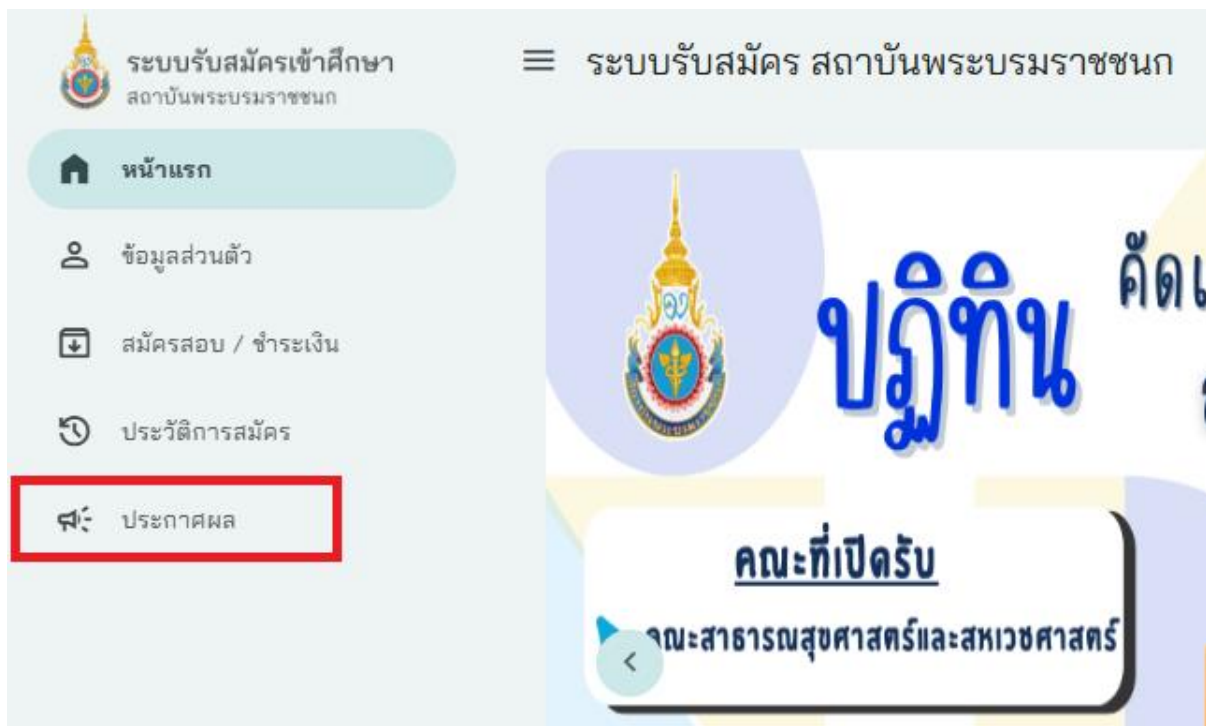 ระบบรับสมัครเข้าศึกษา
สถาบันพระบรมราชชนก
หน้าแรก
ข้อมูลส่วนตัว
สมัครสอบ / ชำระเงิน
ประวัติการสมัคร
ประกาศผล
ระบบรับสมัคร สถาบันพระบรมราชชนก
ปฏิทิน
คณะที่เปิดรับ
คณะสาธารณสุขศาสตร์และสหเวชศาสตร์